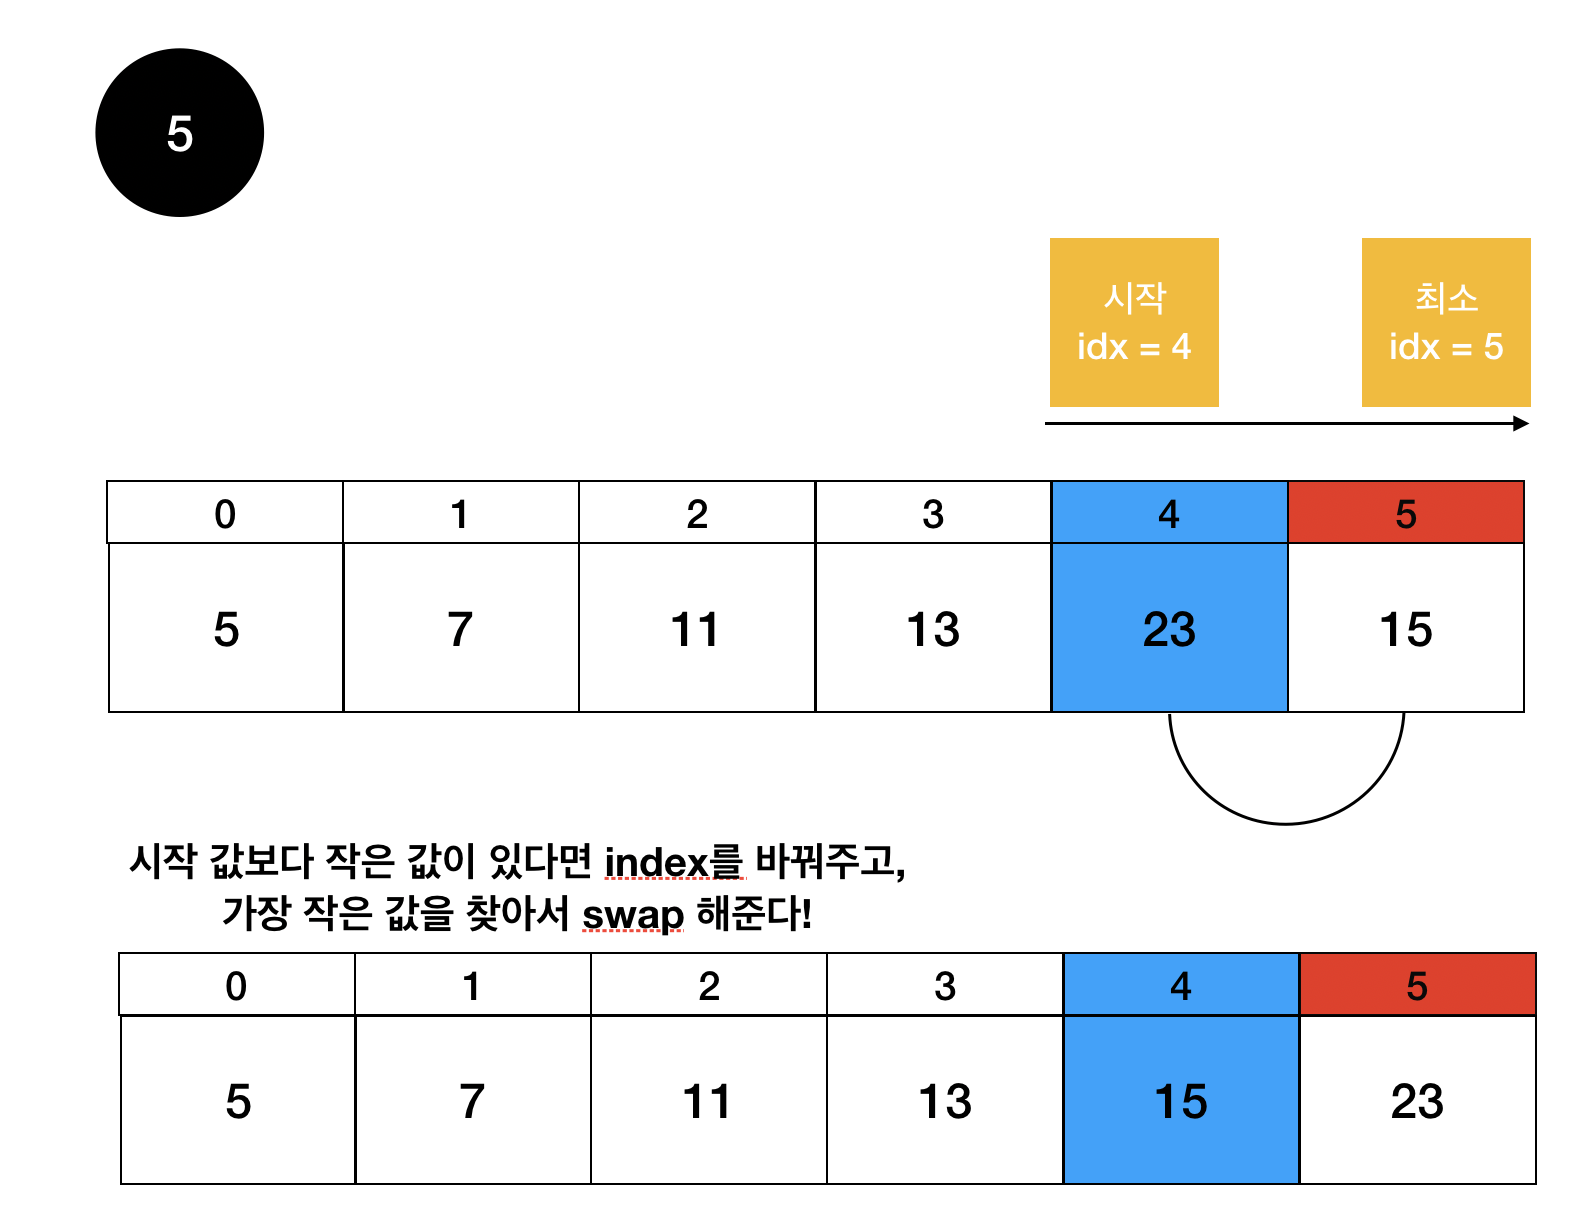 5
시작
idx = 4
최소
idx = 5
0 1 2 3 4 5
5 7 11 13 23 15
시작 값보다 작은 값이 있다면 index를 바꿔주고,
가장 작은 값을 찾아서 swap 해준다!
0 1 2 3 4 5
5 7 11 13 15 23